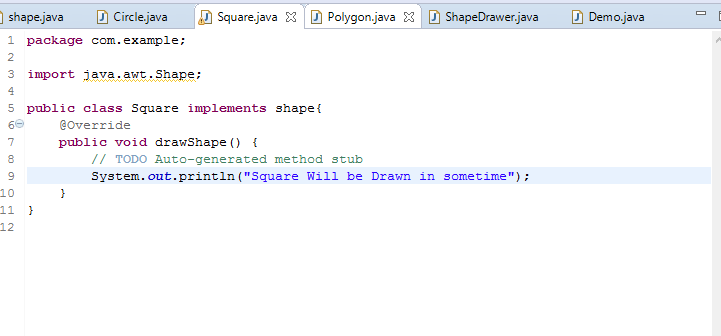 shape.java Circle.java Square.java Polygon.java ShapeDrawer.java Demo.java
1 package com.example;
2
3 import java.awt.Shape;
4
5 public class Square implements shape{
6 @Override
7 public void drawShape() {
8 // TODO Auto-generated method stub
9 System.out.println("Square Will be Drawn in sometime");
10 }
11 }
12